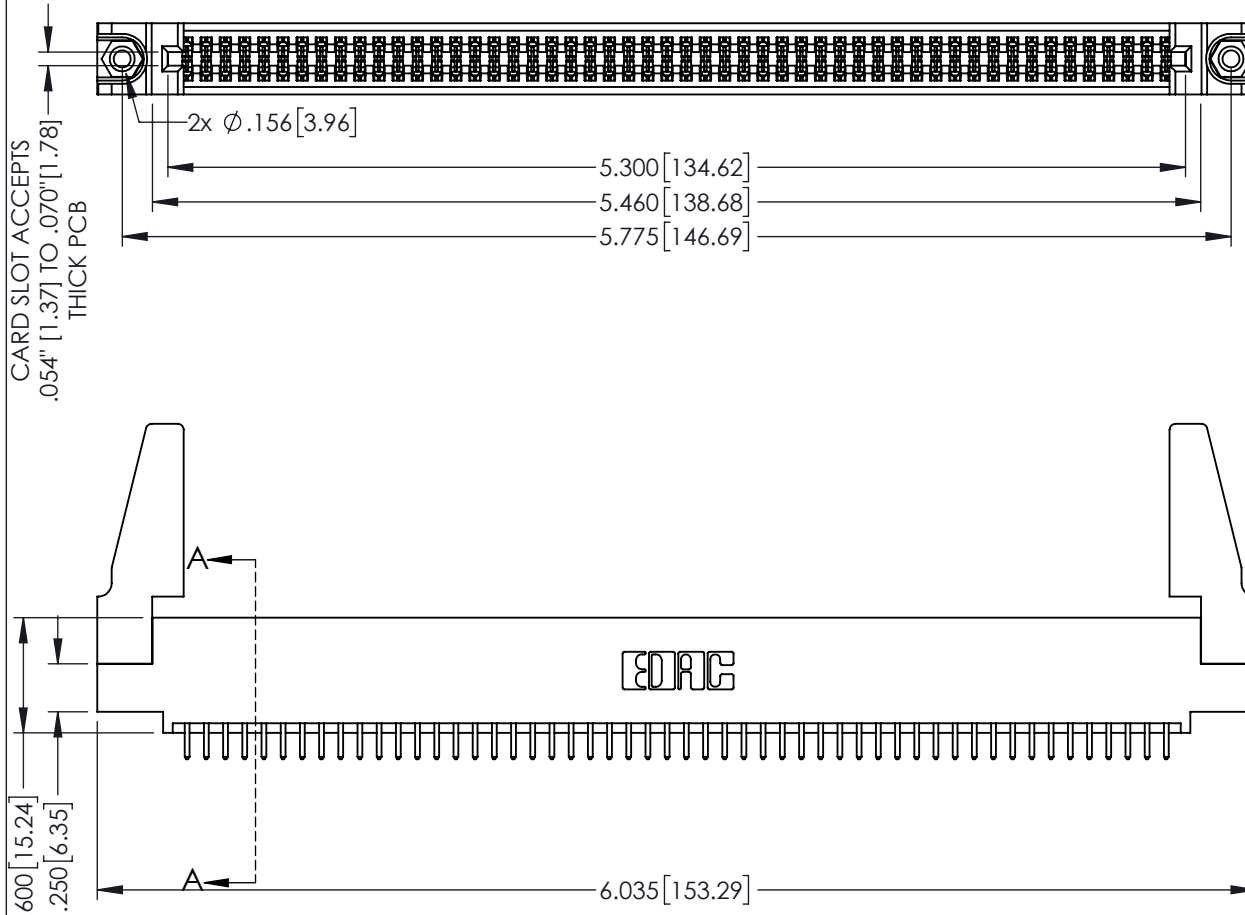 2x Ø.156[3.96]
CARD SLOT ACCEPTS
.054" [1.37] TO .070"[1.78]
THICK PCB
5.300[134.62]
5.460[138.68]
5.775[146.69]
A
EDAC
600[15.24]
.250[6.35]
A
6.035[153.29]